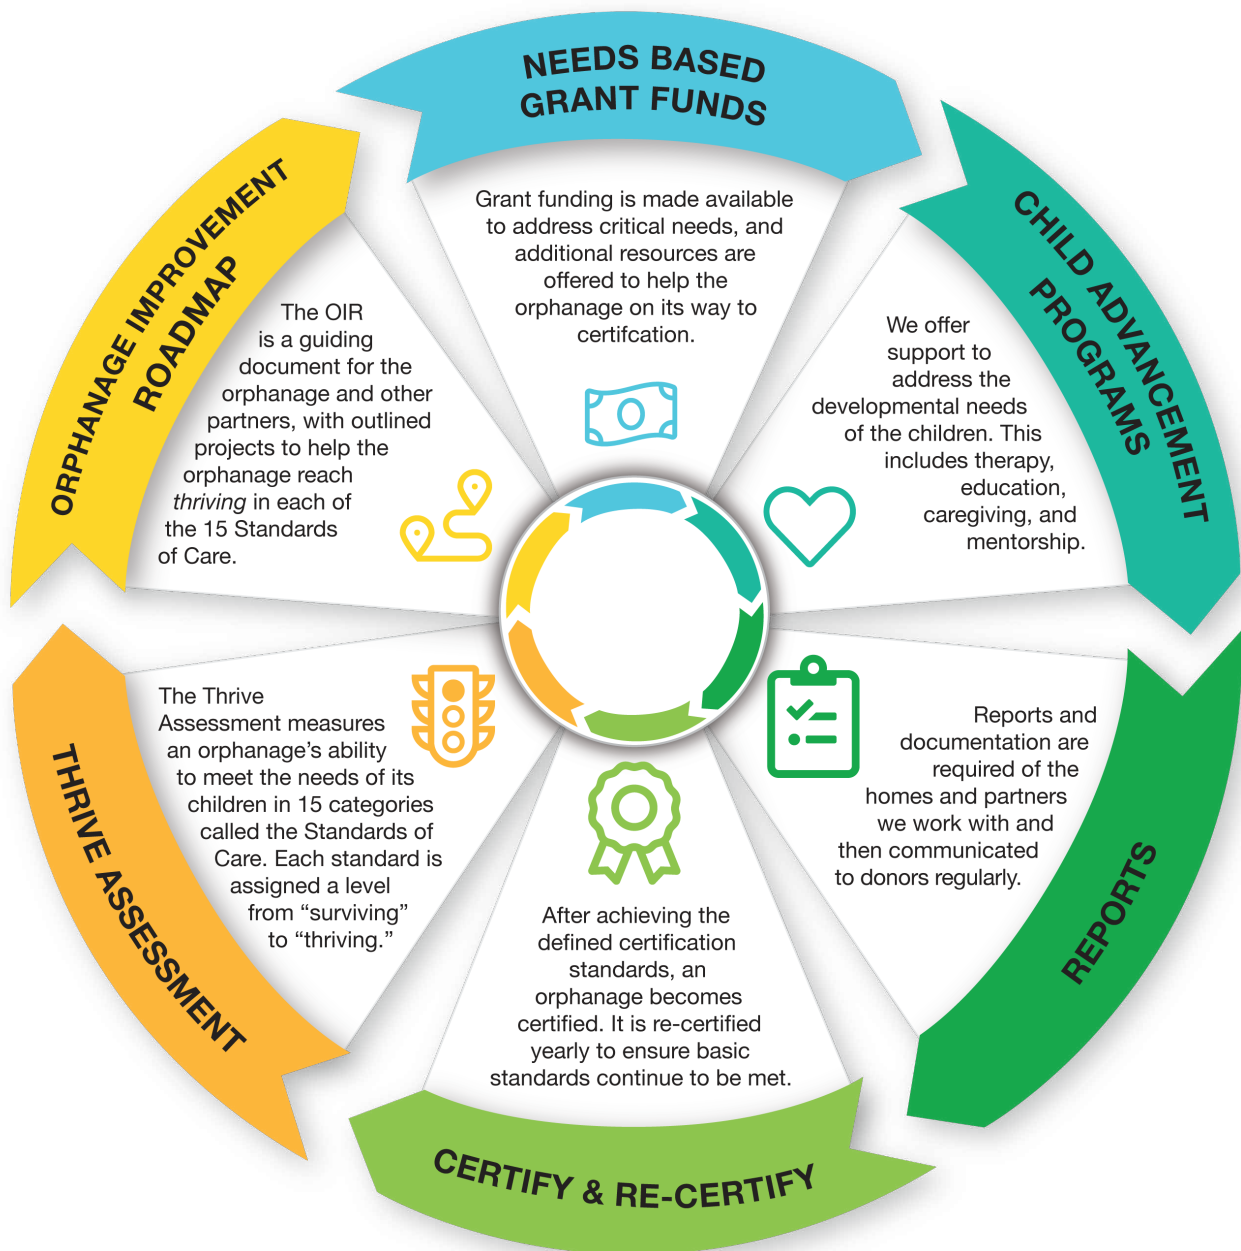 NEEDS BASED
GRANT FUNDS
Grant funding is made available
to address critical needs, and
additional resources are
offered to help the
orphanage on its way to
certifcation.
CHILD ADVANCEMENT
PROGRAMS
We offer
support to
address the
developmental needs
of the children. This
includes therapy,
education,
caregiving, and
mentorship.
REPORTS
Reports and
documentation are
required of the
homes and partners
we work with and
then communicated
to donors regularly.
CERTIFY & RE-CERTIFY
After achieving the
defined certification
standards, an
orphanage becomes
certified. It is re-certified
yearly to ensure basic
standards continue to be met.
THRIVE ASSESSMENT
The Thrive
Assessment measures
an orphanage’s ability
to meet the needs of its
children in 15 categories
called the Standards of
Care. Each standard is
assigned a level
from “surviving”
to “thriving.”
ORPHANAGE IMPROVEMENT
ROADMAP
The OIR
is a guiding
document for the
orphanage and other
partners, with outlined
projects to help the
orphanage reach
thriving in each of
the 15 Standards
of Care.